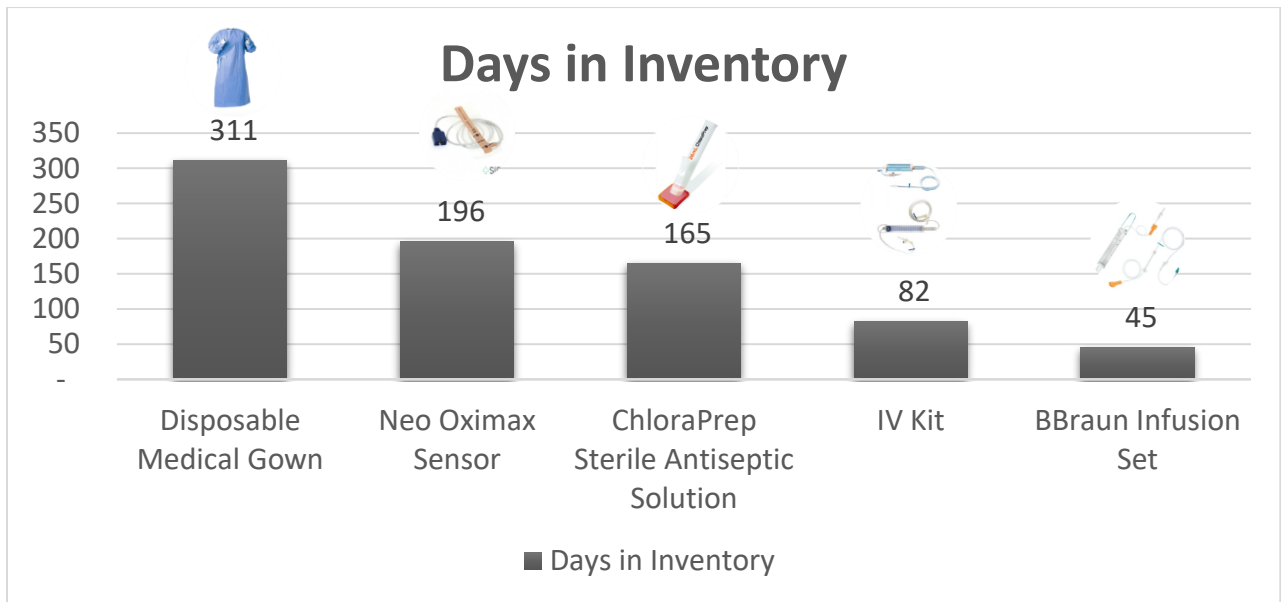 Days in Inventory
350
300
250
200
150
100
50
-
311
196
165
82
45
Disposable
Medical Gown
Neo Oximax
Sensor
ChloraPrep
Sterile Antiseptic
Solution
IV Kit
BBraun Infusion
Set
Days in Inventory